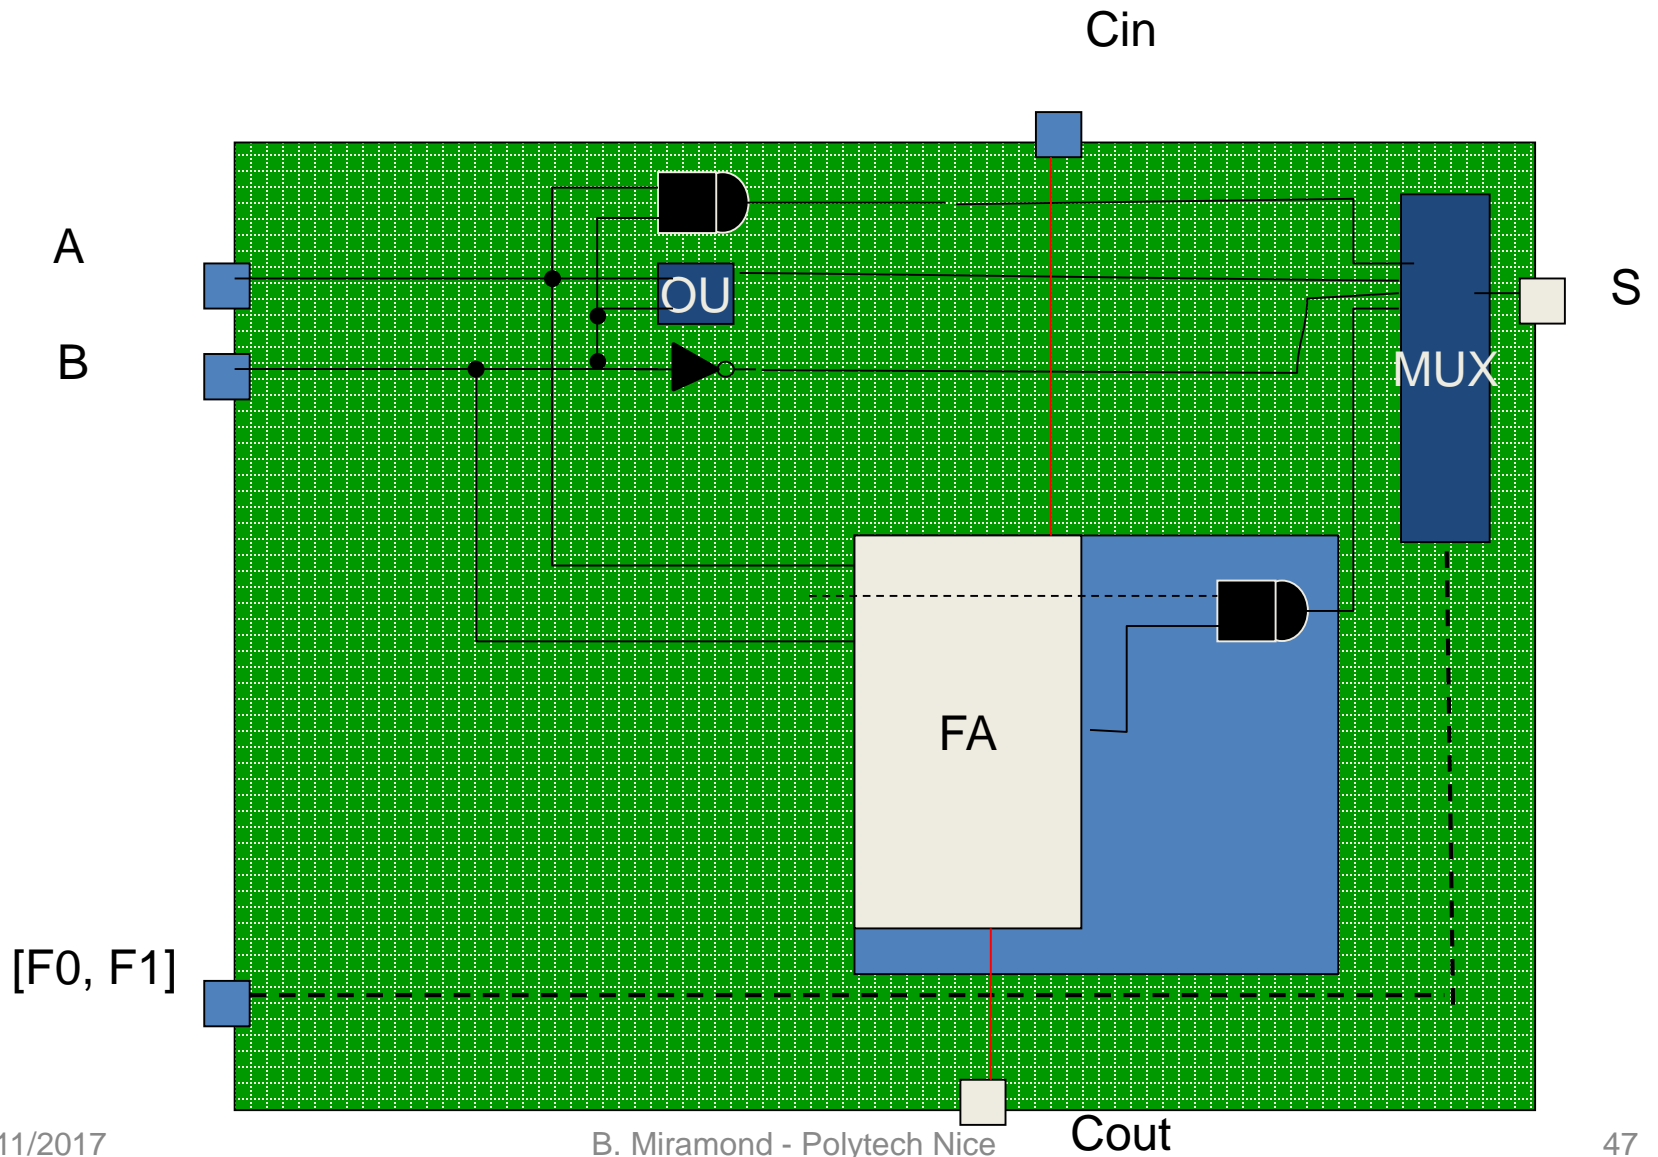 Cin
A
OU
S
B
MUX
FA
[F0, F1]
Cout
11/2017
B. Miramond - Polytech Nice
47